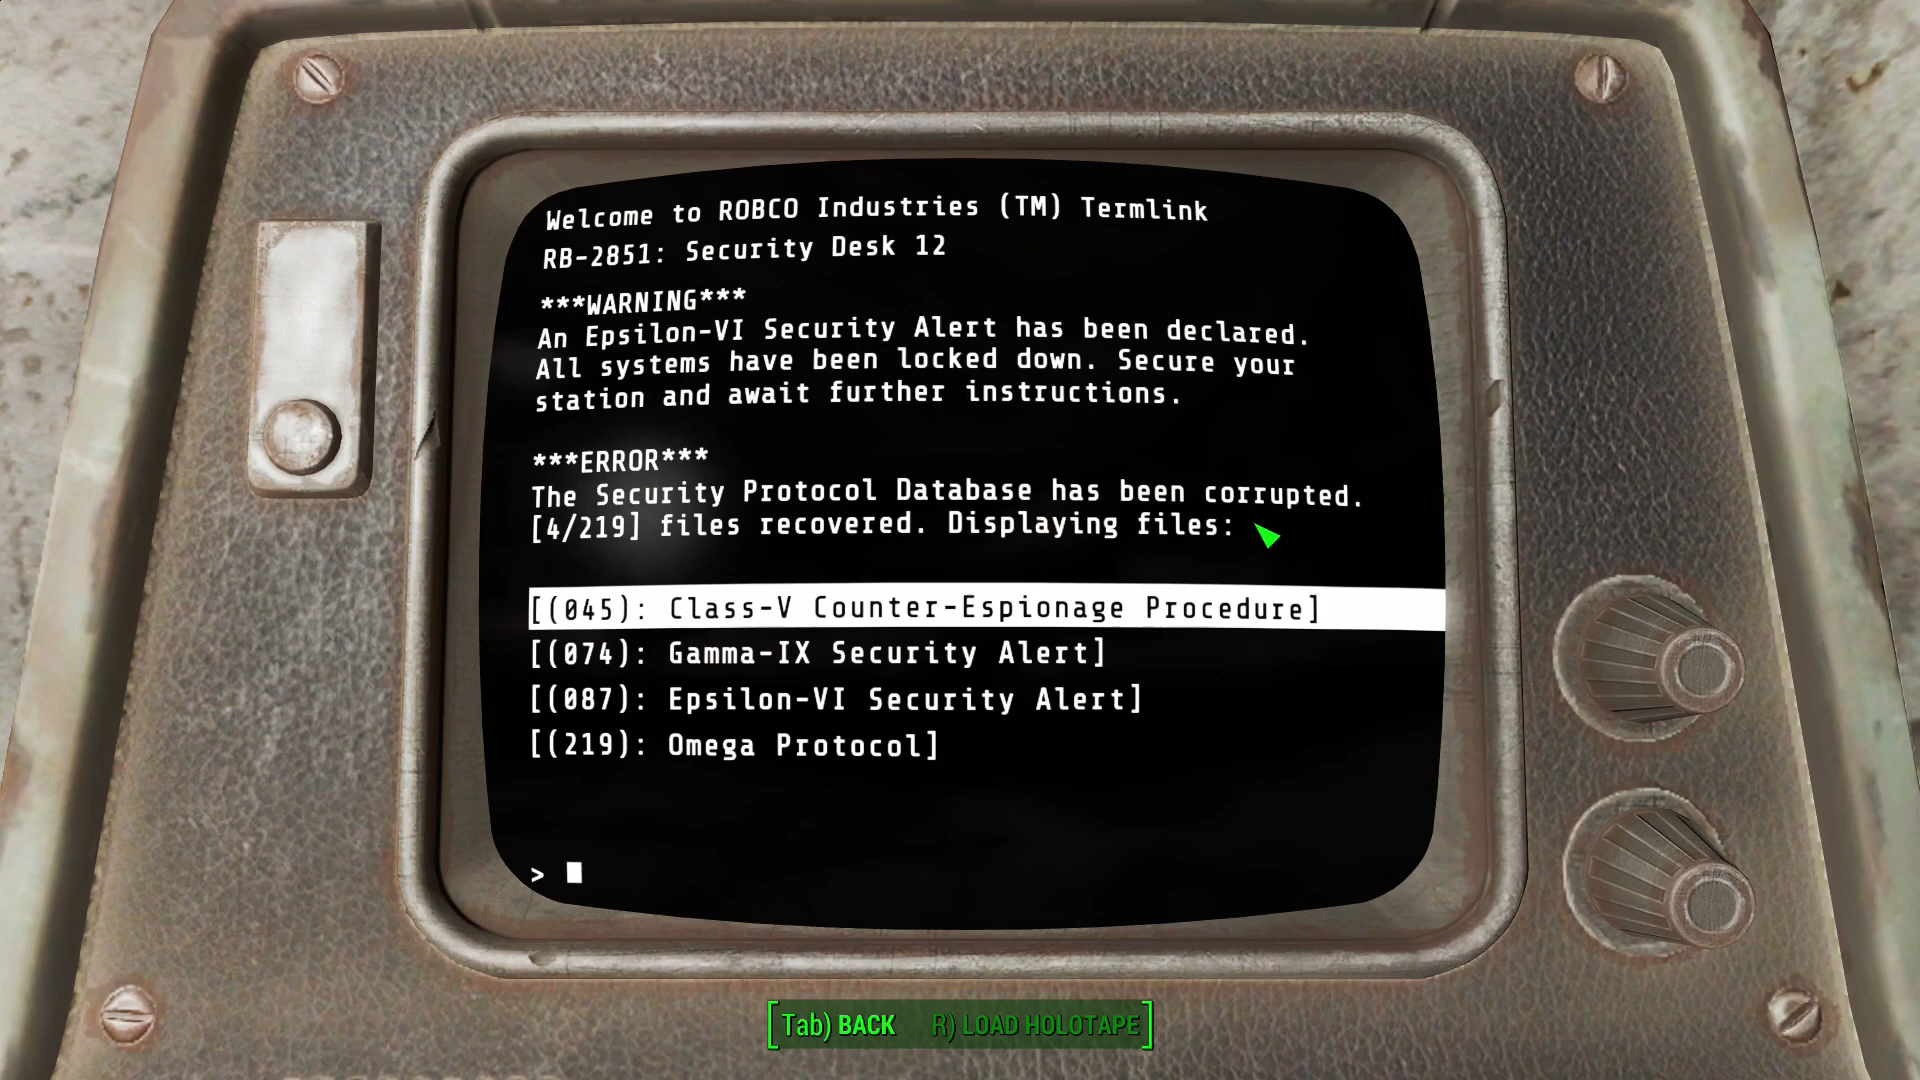 Welcome to ROBCO Industries (TM) Termlink
RB-2851: Security Desk 12
***WARNING***
An Epsilon-VI Security Alert has been declared.
All systems have been locked down. Secure your
station and await further instructions.
***ERROR***
The Security Protocol Database has been corrupted.
[4/219] files recovered. Displaying files:
[(045): Class-V Counter-Espionage Procedure]
[(074): Gamma-IX Security Alert]
[(087): Epsilon-VI Security Alert]
[(219): Omega Protocol]
>
Tab) BACK R) LOAD HOLOTAPE